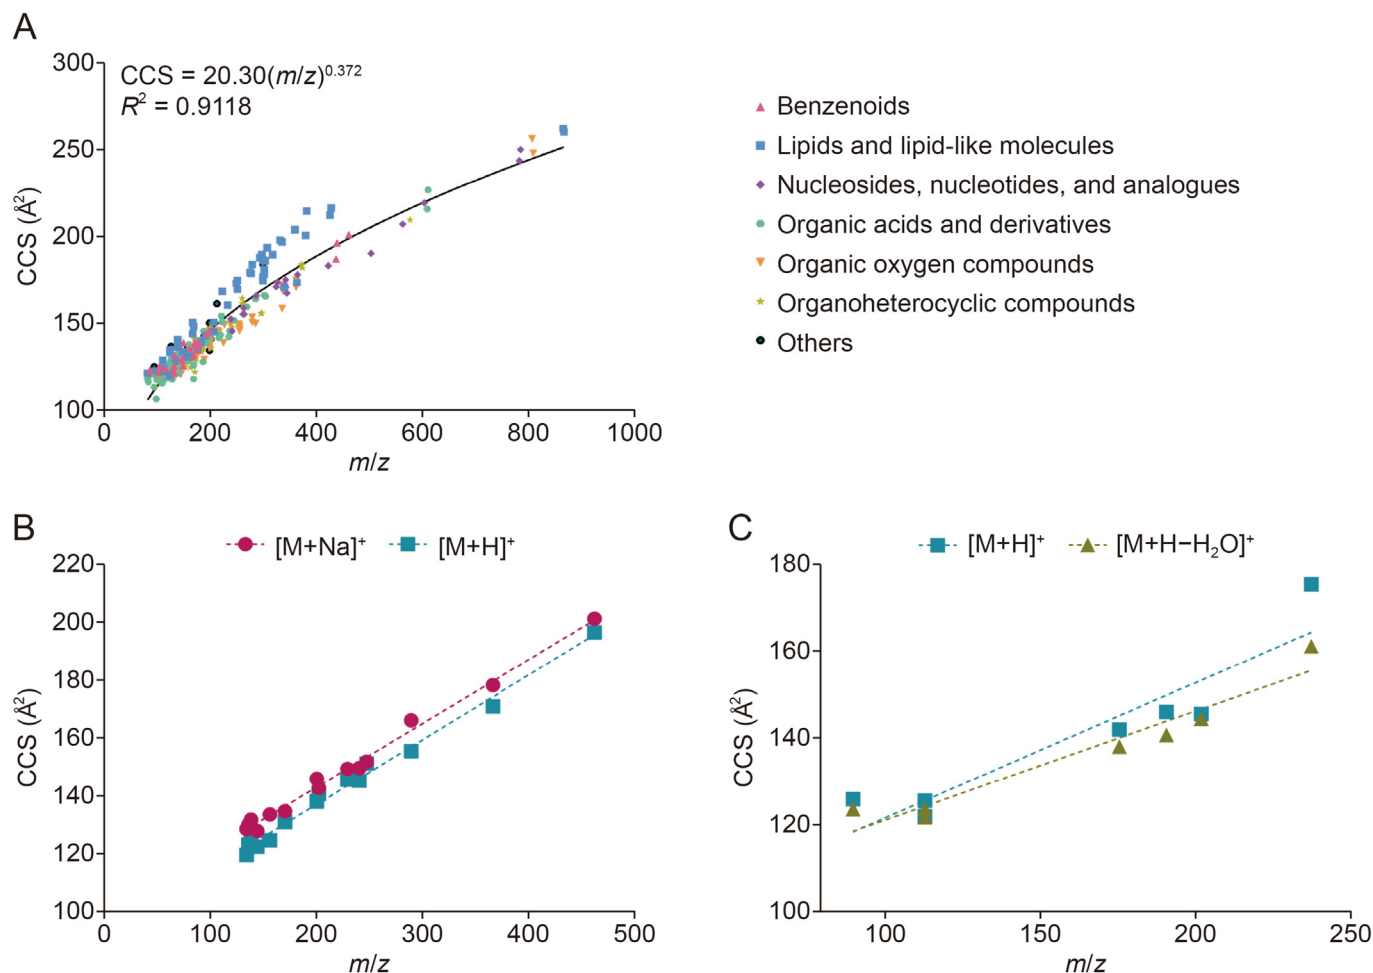 A
CCS = 20.30(m/z)^0.372
R² = 0.9118
300
250
200
150
100
0
200
400
600
800
1000
CCS (Å²)
m/z
Benzenoids
Lipids and lipid-like molecules
Nucleosides, nucleotides, and analogues
Organic acids and derivatives
Organic oxygen compounds
Organoheterocyclic compounds
Others
B
[M+Na]⁺
[M+H]⁺
220
200
180
160
140
120
100
0
100
200
300
400
500
CCS (Å²)
m/z
C
[M+H]⁺
[M+H−H₂O]⁺
180
160
140
120
100
100
150
200
250
CCS (Å²)
m/z